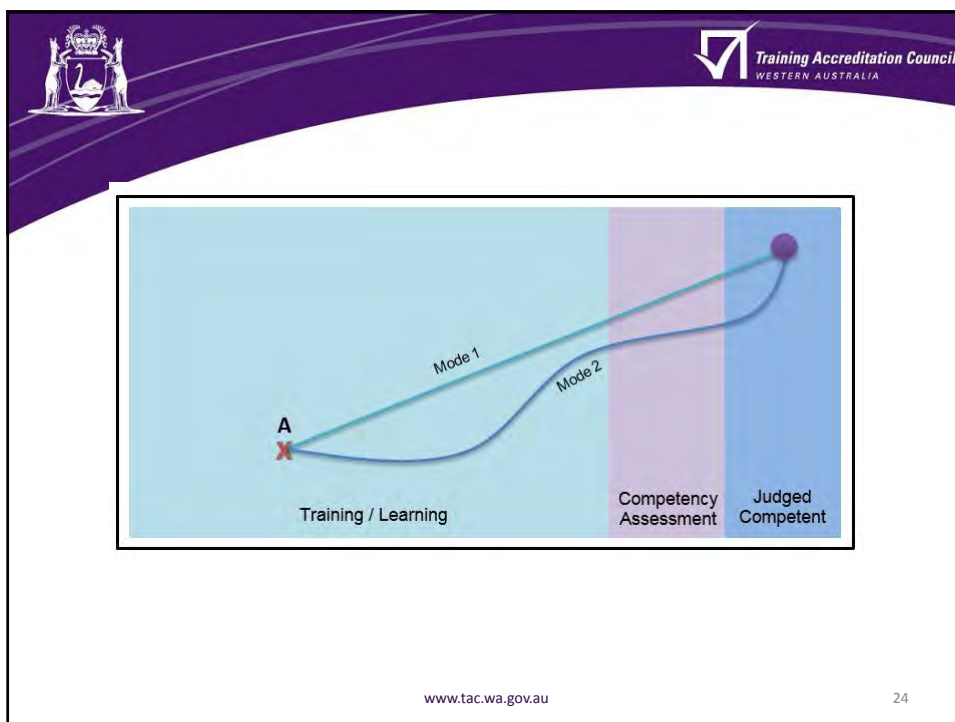 Training Accreditation Council
WESTERN AUSTRALIA
Mode 1
Mode 2
A
X
Training / Learning
Competency
Assessment
Judged
Competent
www.tac.wa.gov.au
24